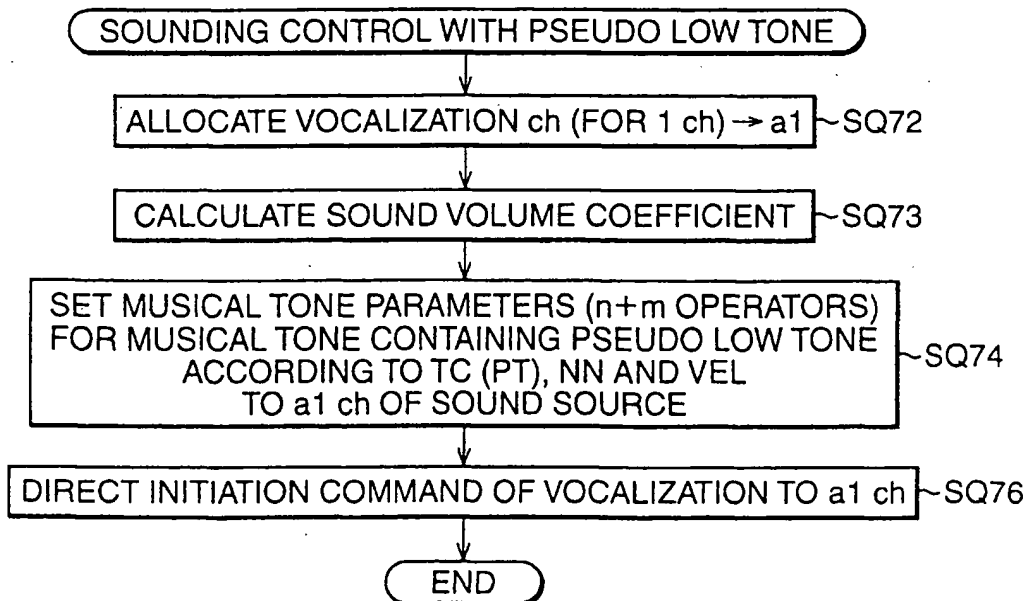 SOUNDING CONTROL WITH PSEUDO LOW TONE
ALLOCATE VOCALIZATION ch (FOR 1 ch) → a1
~SQ72
CALCULATE SOUND VOLUME COEFFICIENT
~SQ73
SET MUSICAL TONE PARAMETERS (n+m OPERATORS)
FOR MUSICAL TONE CONTAINING PSEUDO LOW TONE
ACCORDING TO TC (PT), NN AND VEL
TO a1 ch OF SOUND SOURCE
~SQ74
DIRECT INITIATION COMMAND OF VOCALIZATION TO a1 ch
~SQ76
END